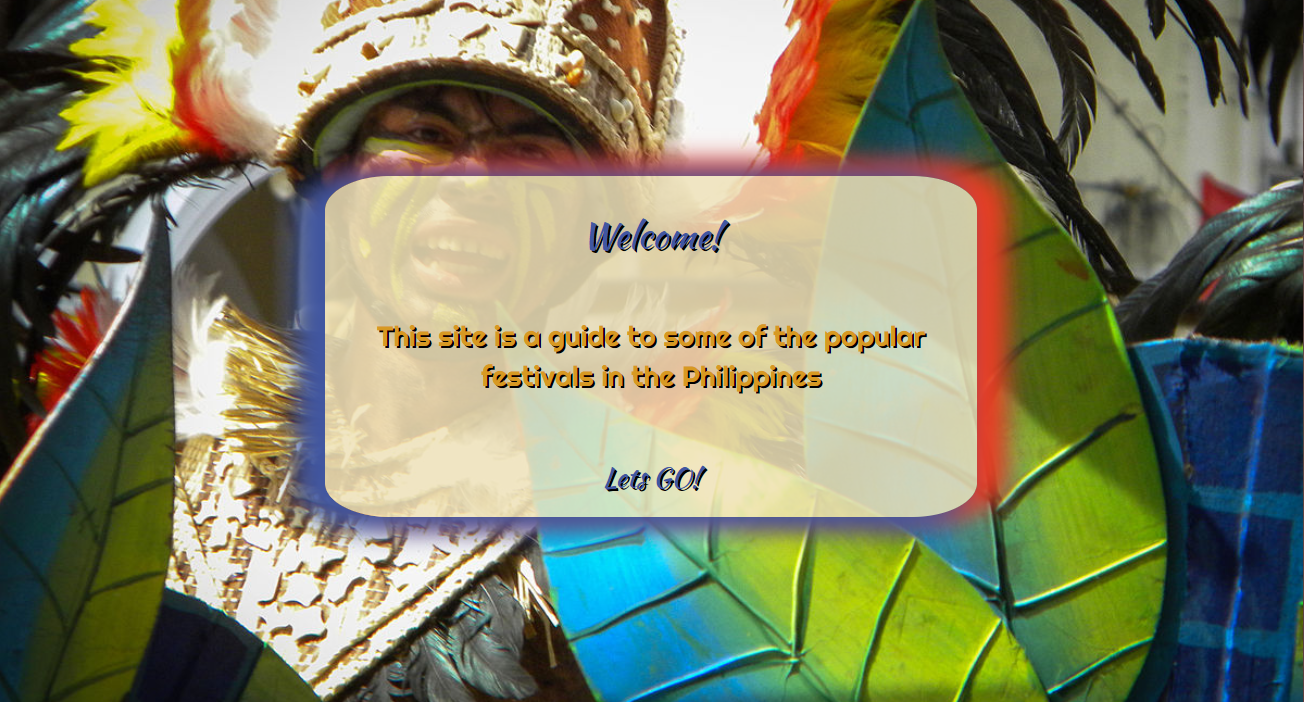 Welcome!
This site is a guide to some of the popular
festivals in the Philippines
Lets GO!